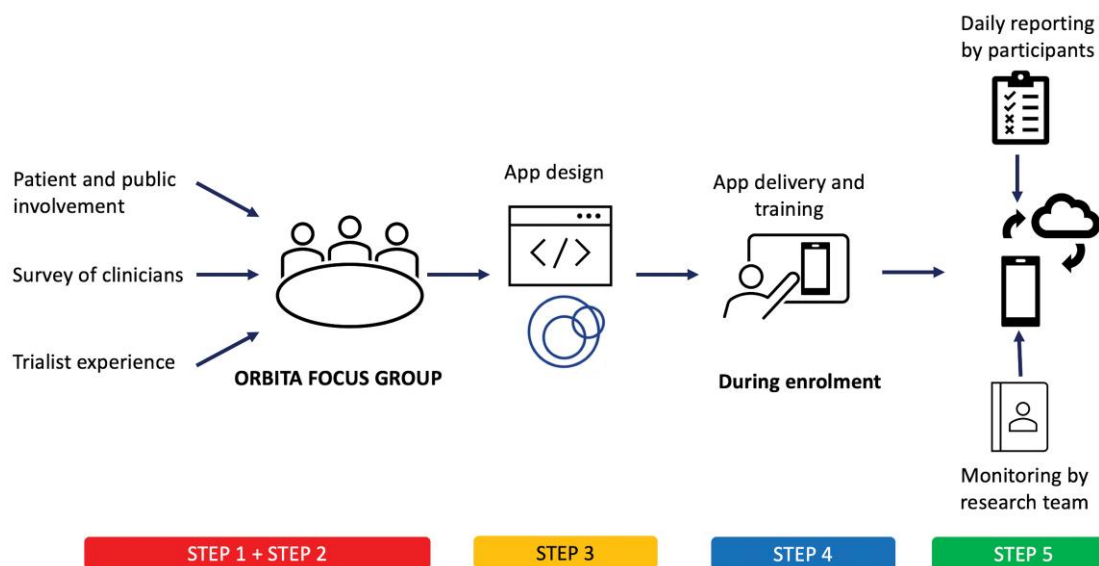 Daily reporting
by participants
Patient and public
involvement
Survey of clinicians
Trialist experience
ORBITA FOCUS GROUP
App design
</>
App delivery and
training
During enrolment
Monitoring by
research team
STEP 1 + STEP 2
STEP 3
STEP 4
STEP 5